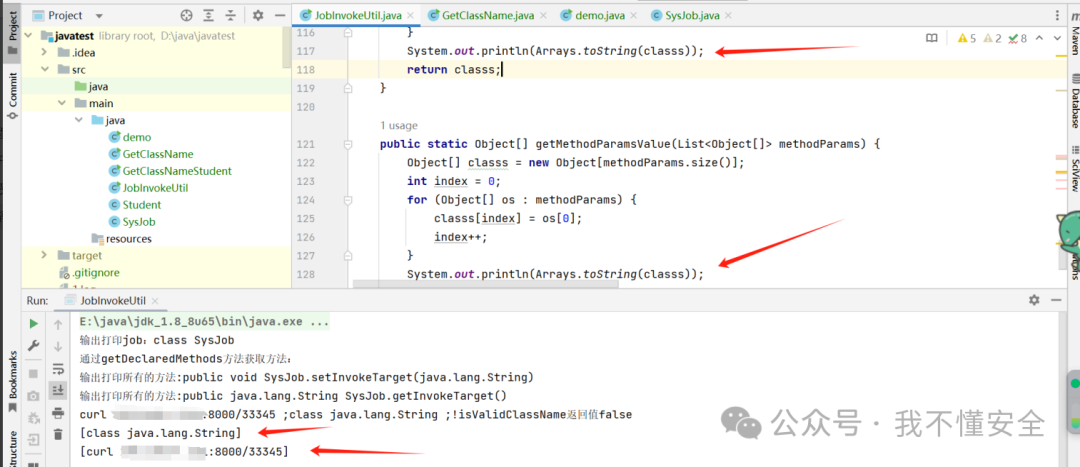 Project
JobInvokeUtil.java
GetClassName.java
demo.java
SysJob.java
Project
Commit
Bookmarks
Structure
Maven
Database
SciView
javatest library root, D:\java\javatest
.idea
src
java
main
java
demo
GetClassName
GetClassNameStudent
JobInvokeUtil
Student
SysJob
resources
target
.gitignore
5 2 8
116 }
117 System.out.println(Arrays.toString(classs));
118 return classs;
119 }
120
1 usage
121 public static Object[] getMethodParamsValue(List<Object[]> methodParams) {
122 Object[] classs = new Object[methodParams.size()];
123 int index = 0;
124 for (Object[] os : methodParams) {
125 classs[index] = os[0];
126 index++;
127 }
128 System.out.println(Arrays.toString(classs));
Run: JobInvokeUtil
E:\java\jdk_1.8_8u65\bin\java.exe ...
输出打印job：class SysJob
通过getDeclaredMethods方法获取方法：
输出打印所有的方法:public void SysJob.setInvokeTarget(java.lang.String)
输出打印所有的方法:public java.lang.String SysJob.getInvokeTarget()
curl :8000/33345 ;class java.lang.String ;!isValidClassName返回值false
[class java.lang.String]
[curl :8000/33345]
公众号 · 我不懂安全